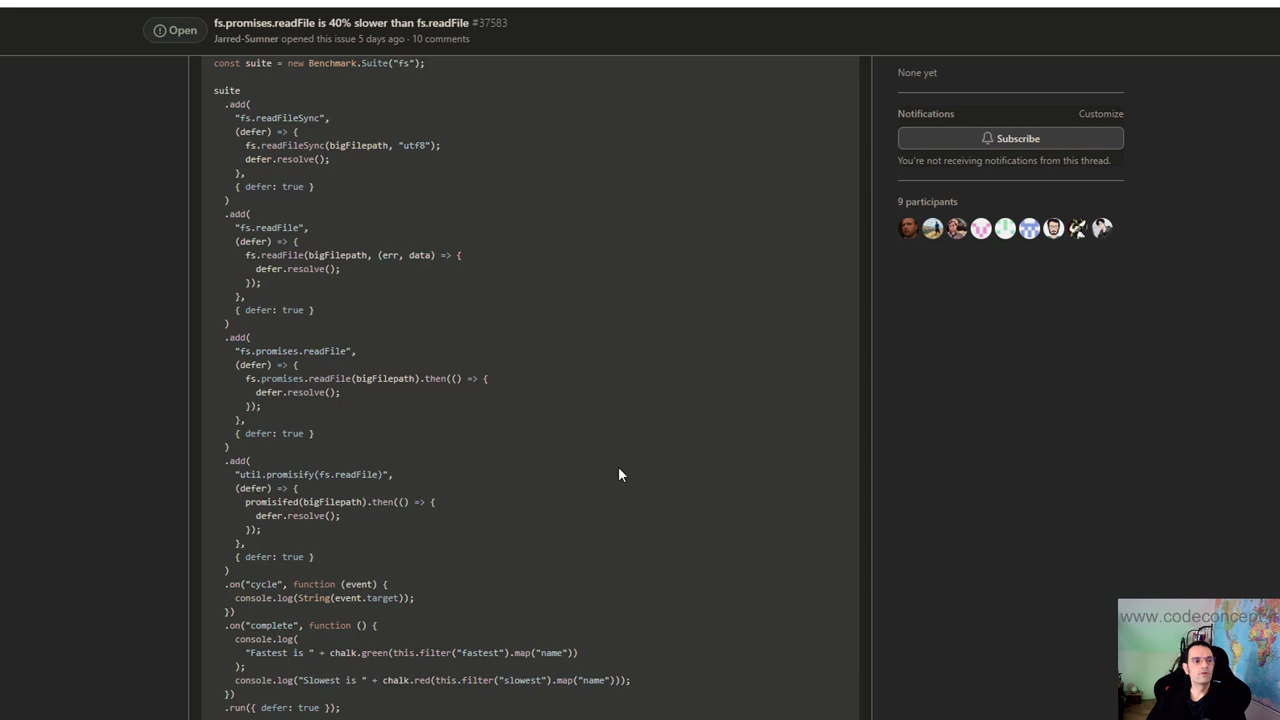 Open
fs.promises.readFile is 40% slower than fs.readFile #37583
Jarred-Sumner opened this issue 5 days ago · 10 comments
const suite = new Benchmark.Suite("fs");
suite
.add(
"fs.readFileSync",
(defer) => {
fs.readFileSync(bigFilepath, "utf8");
defer.resolve();
},
{ defer: true }
)
.add(
"fs.readFile",
(defer) => {
fs.readFile(bigFilepath, (err, data) => {
defer.resolve();
});
},
{ defer: true }
)
.add(
"fs.promises.readFile",
(defer) => {
fs.promises.readFile(bigFilepath).then(() => {
defer.resolve();
});
},
{ defer: true }
)
.add(
"util.promisify(fs.readFile)",
(defer) => {
promisifed(bigFilepath).then(() => {
defer.resolve();
});
},
{ defer: true }
)
.on("cycle", function (event) {
console.log(String(event.target));
})
.on("complete", function () {
console.log(
"Fastest is " + chalk.green(this.filter("fastest").map("name"))
);
console.log("Slowest is " + chalk.red(this.filter("slowest").map("name")));
})
.run({ defer: true });
None yet
Notifications
Customize
Subscribe
You're not receiving notifications from this thread.
9 participants